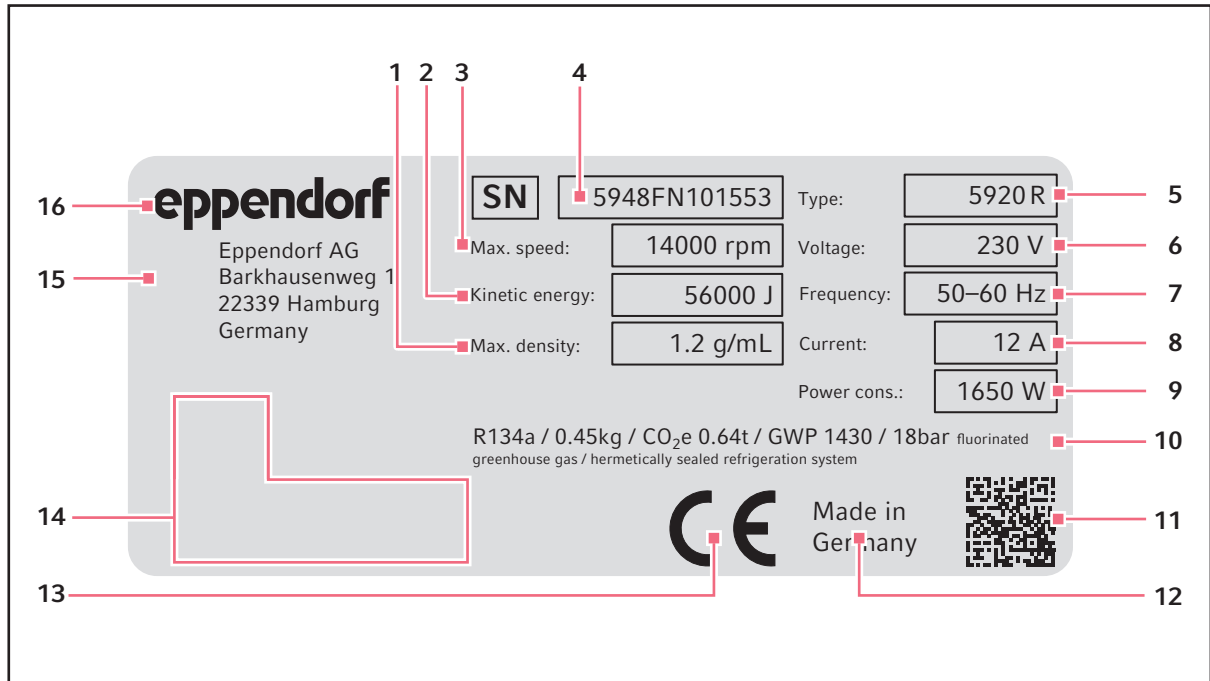 1 2 3 4
16 eppendorf SN 5948FN101553 Type: 5920 R 5
Eppendorf AG Max. speed: 14000 rpm Voltage: 230 V 6
15 Barkhausenweg 1
22339 Hamburg Kinetic energy: 56000 J Frequency: 50–60 Hz 7
Germany
Max. density: 1.2 g/mL Current: 12 A 8
Power cons.: 1650 W 9
R134a / 0.45kg / CO₂e 0.64t / GWP 1430 / 18bar fluorinated 10
greenhouse gas / hermetically sealed refrigeration system
14 CE Made in 11
Germany
13 12